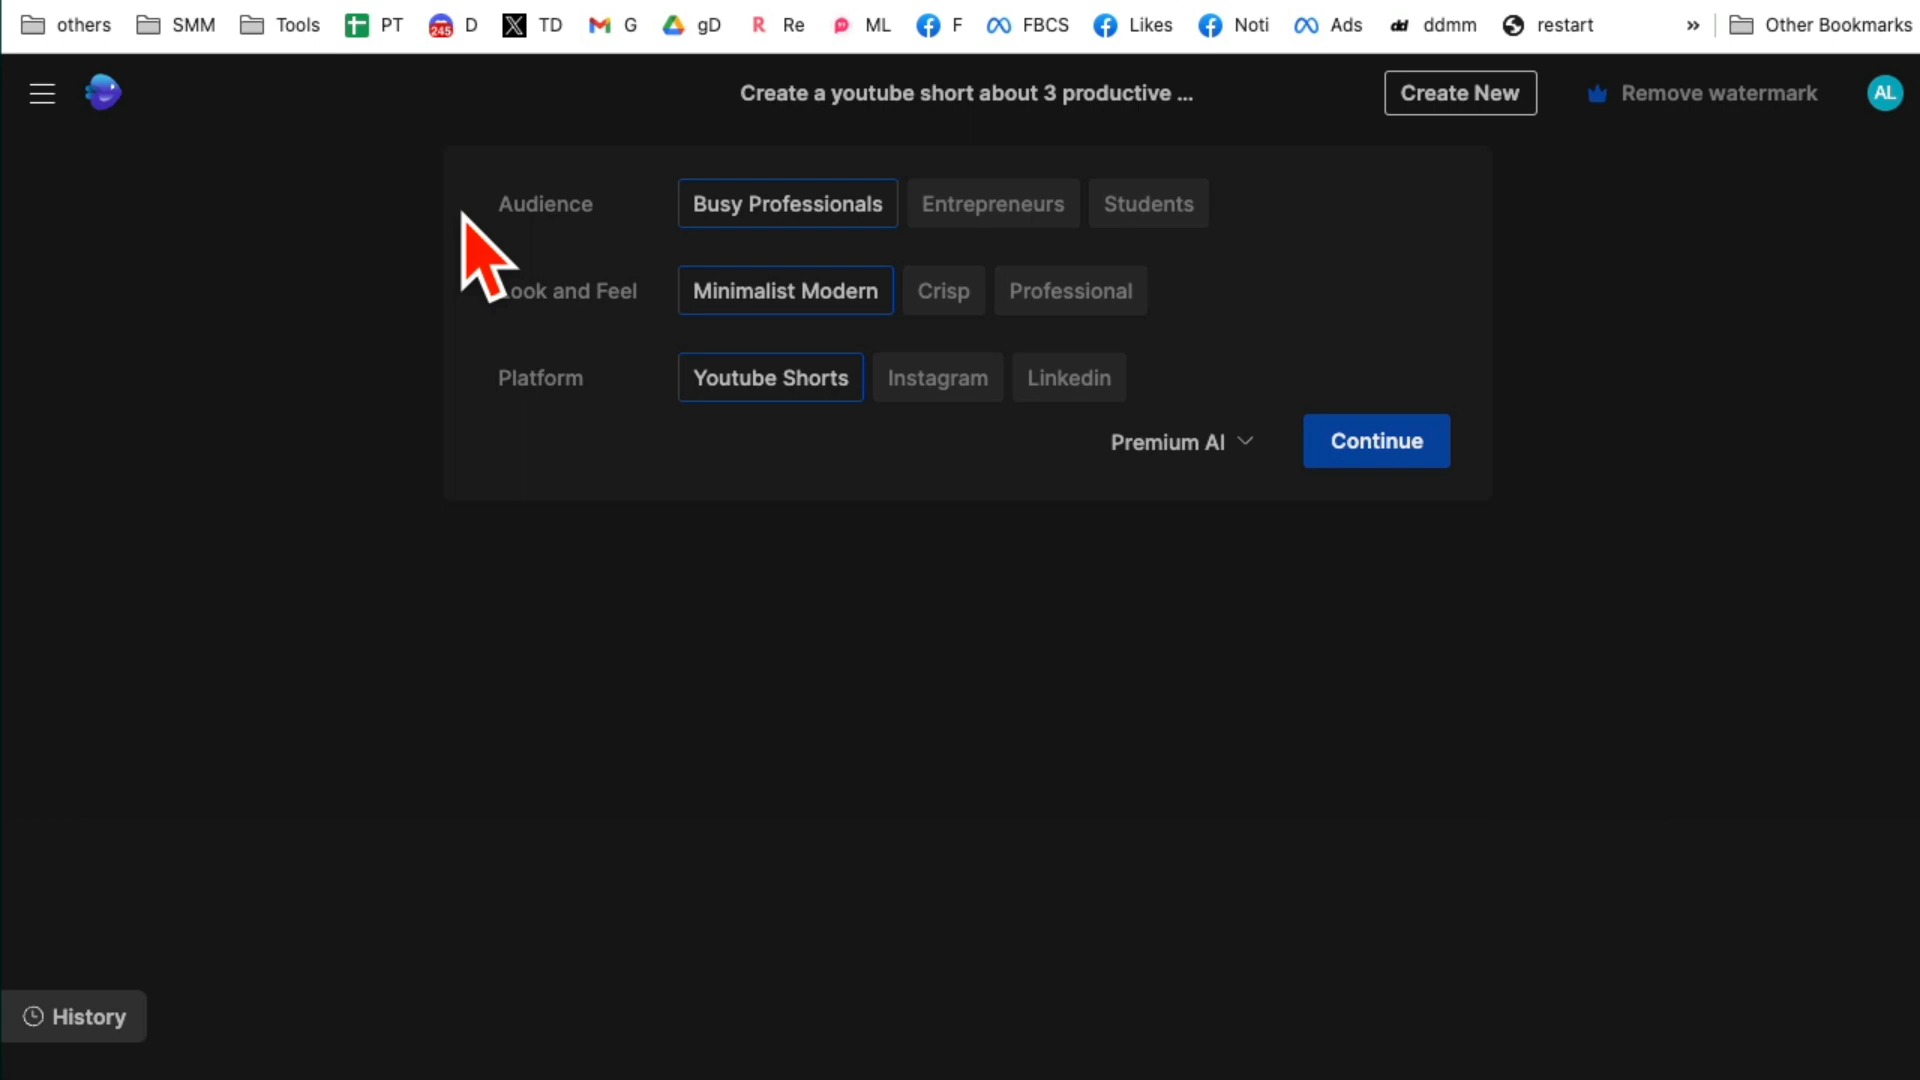 others SMM Tools PT 245 D TD G gD R Re ML F FBCS Likes Noti Ads dd ddmm restart » Other Bookmarks
Create a youtube short about 3 productive ... Create New Remove watermark AL
Audience Busy Professionals Entrepreneurs Students
ook and Feel Minimalist Modern Crisp Professional
Platform Youtube Shorts Instagram Linkedin
Premium AI Continue
History